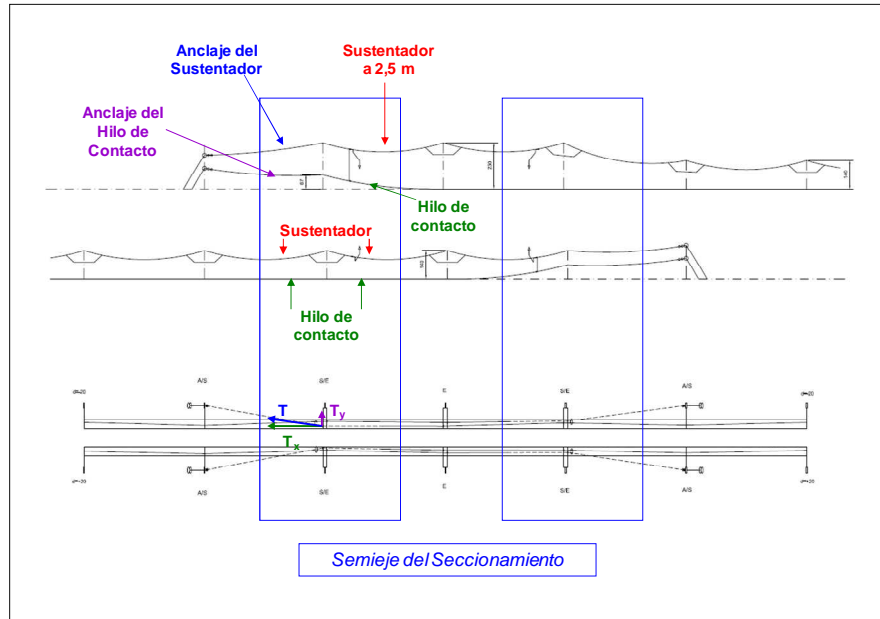 Anclaje del
Sustentador
Sustentador
a 2,5 m
Anclaje del
Hilo de
Contacto
Hilo de
contacto
Sustentador
Hilo de
contacto
A/S
S/E
E
S/E
A/S
T
Ty
Tx
A/S
S/E
E
S/E
A/S
Semieje del Seccionamiento